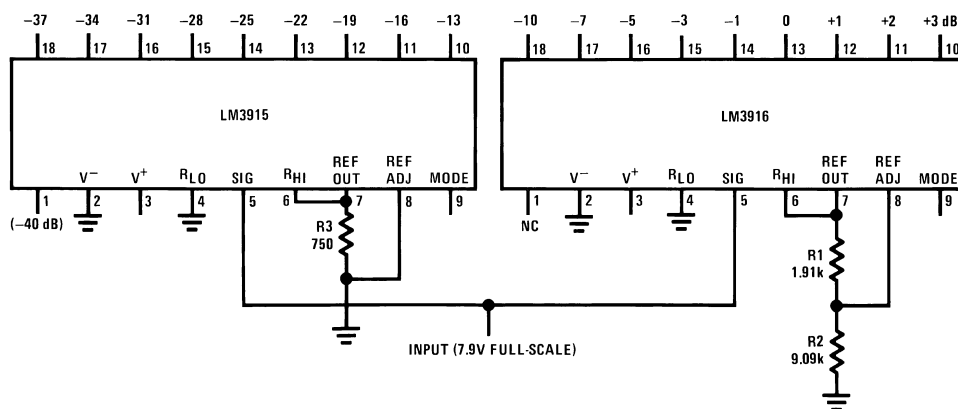 −37 −34 −31 −28 −25 −22 −19 −16 −13
18 17 16 15 14 13 12 11 10
LM3915
V− V+ RLO SIG RHI REF OUT REF ADJ MODE
1 2 3 4 5 6 7 8 9
(−40 dB)
R3
750
−10 −7 −5 −3 −1 0 +1 +2 +3 dB
18 17 16 15 14 13 12 11 10
LM3916
V− V+ RLO SIG RHI REF OUT REF ADJ MODE
1 2 3 4 5 6 7 8 9
NC
R1
1.91k
R2
9.09k
INPUT (7.9V FULL-SCALE)